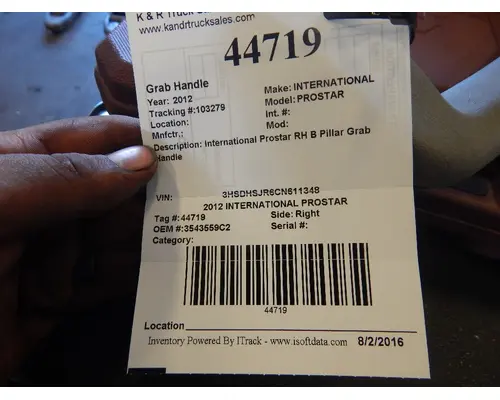 K & R Truck
www.kandrtrucksales.com
44719
Grab Handle
Year: 2012
Make: INTERNATIONAL
Tracking #:103279
Model: PROSTAR
Location:
Int. #:
Mnfctr.:
Mod:
Description: International Prostar RH B Pillar Grab
Handle
VIN: 3HSDHSJR6CN611348
2012 INTERNATIONAL PROSTAR
Tag #:44719
Side: Right
OEM #:3543559C2
Serial #:
Category:
44719
Location
Inventory Powered By ITrack - www.isoftdata.com 8/2/2016